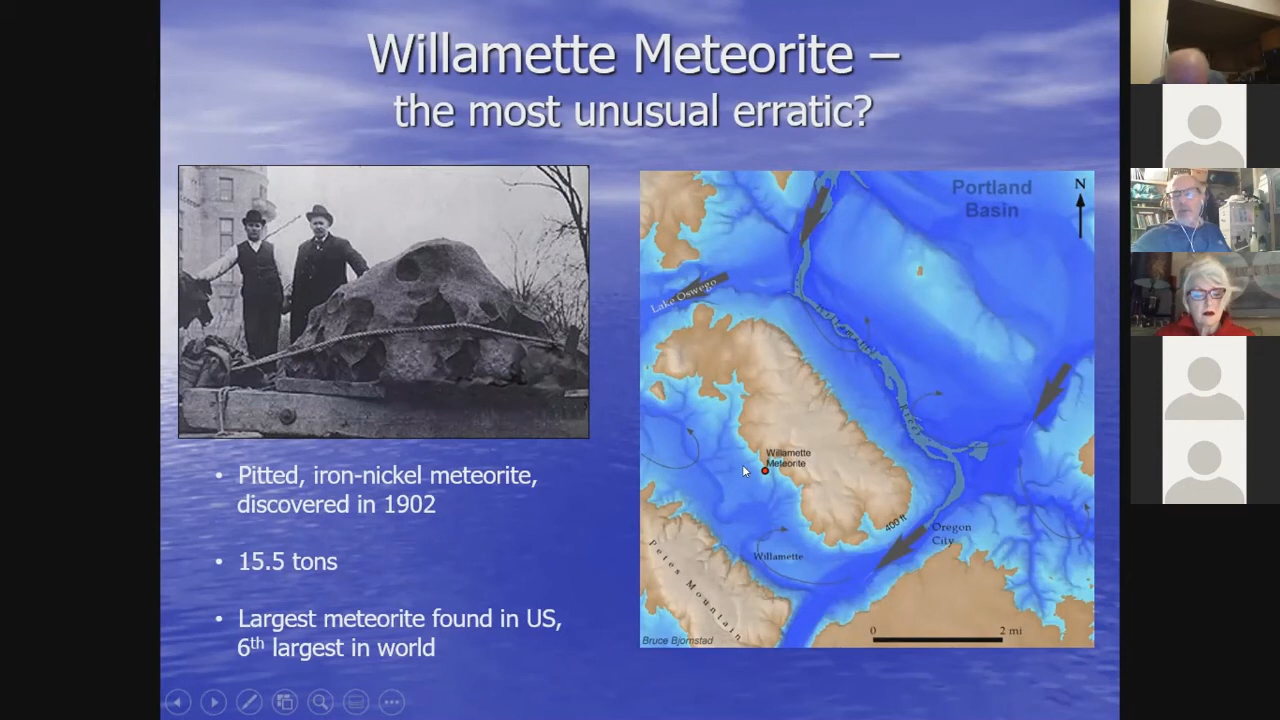 Willamette Meteorite –
the most unusual erratic?
• Pitted, iron-nickel meteorite,
discovered in 1902
• 15.5 tons
• Largest meteorite found in US,
6th largest in world
Portland
Basin
N
Lake Oswego
Willamette
Meteorite
400 ft
Oregon
City
Willamette
Petes Mountain
0 2 mi
Bruce Bjornstad